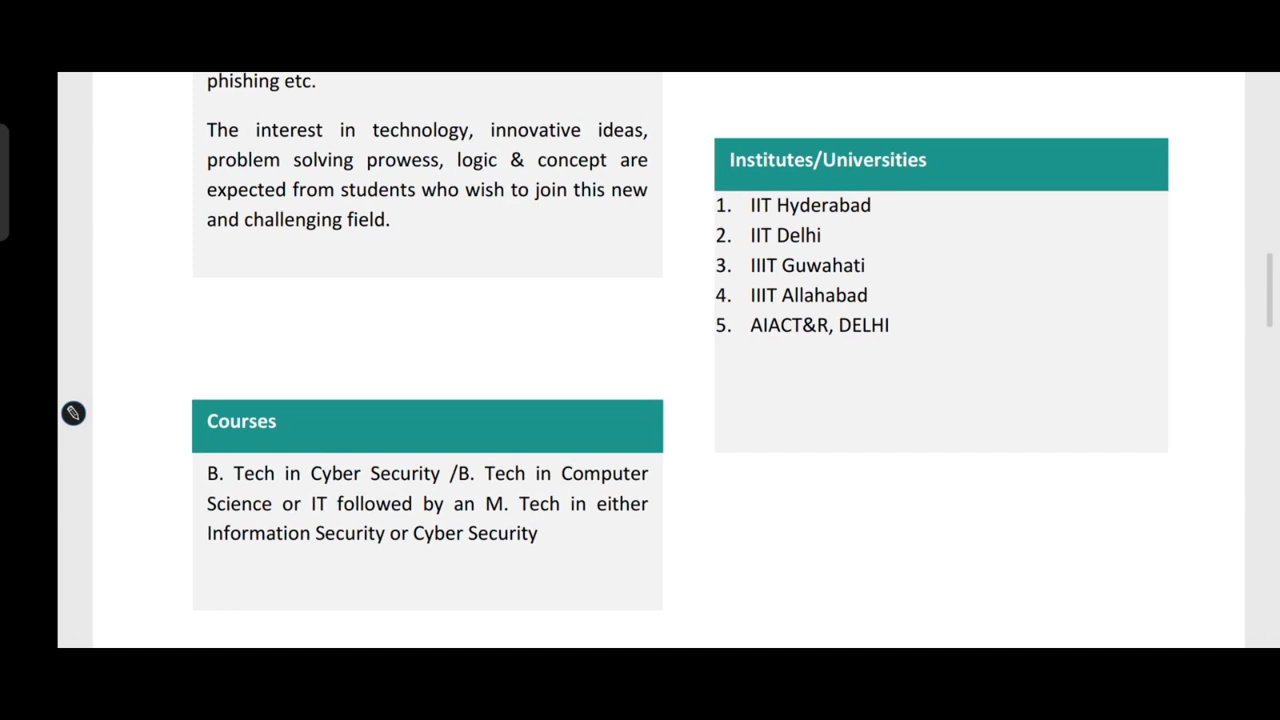 phishing etc.
The interest in technology, innovative ideas,
problem solving prowess, logic & concept are
expected from students who wish to join this new
and challenging field.
Courses
B. Tech in Cyber Security /B. Tech in Computer
Science or IT followed by an M. Tech in either
Information Security or Cyber Security
Institutes/Universities
1. IIT Hyderabad
2. IIT Delhi
3. IIIT Guwahati
4. IIIT Allahabad
5. AIACT&R, DELHI